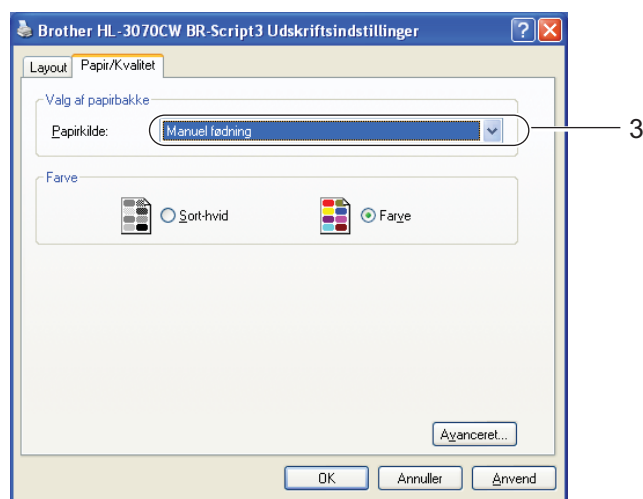 Brother HL-3070CW BR-Script3 Udskriftsindstillinger
Layout Papir/Kvalitet
Valg af papirbakke
Papirkilde: Manuel fødning 3
Farve
Sort-hvid Farve
Avanceret...
OK Annuller Anvend